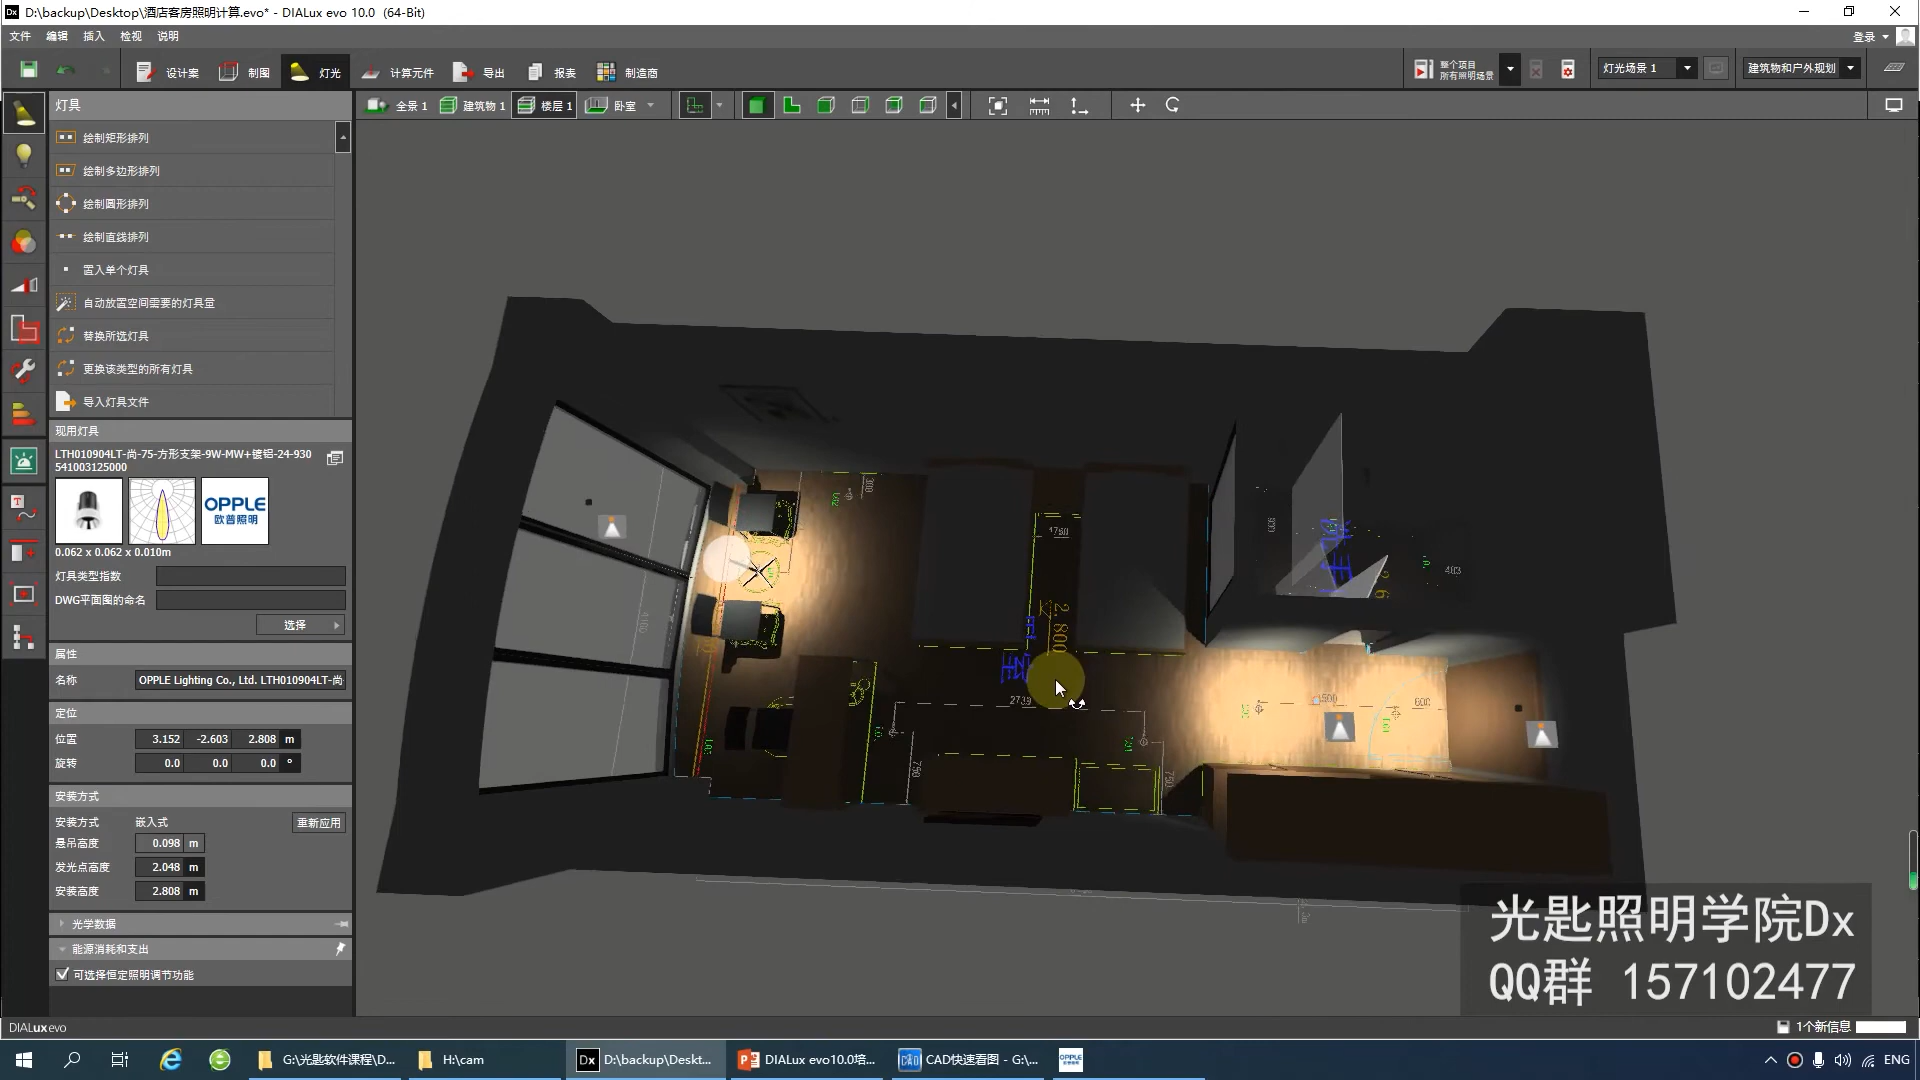 D:\backup\Desktop\酒店客房照明计算.evo* - DIALux evo 10.0  (64-Bit)
文件 编辑 插入 检视 说明 登录
设计案 制图 灯光 计算元件 导出 报表 制造商
整个项目
所有照明场景
灯光场景 1 建筑物和户外规划
灯具 全景 1 建筑物 1 楼层 1 卧室
绘制矩形排列
绘制多边形排列
绘制圆形排列
绘制直线排列
置入单个灯具
自动放置空间需要的灯具量
替换所选灯具
更换该类型的所有灯具
导入灯具文件
现用灯具
LTH010904LT-尚-75-方形支架-9W-MW+镀铝-24-930
541003125000
OPPLE
欧普照明
0.062 x 0.062 x 0.010m
灯具类型指数
DWG平面图的命名
选择
属性
名称 OPPLE Lighting Co., Ltd. LTH010904LT-尚
定位
位置 3.152 -2.603 2.808 m
旋转 0.0 0.0 0.0 °
安装方式
安装方式 嵌入式 重新应用
悬吊高度 0.098 m
发光点高度 2.048 m
安装高度 2.808 m
光学数据
能源消耗和支出
可选择恒定照明调节功能
2.800
2739
750
750
600
483
光匙照明学院Dx
QQ群 157102477
DIALux evo 1个新信息
G:\光匙软件课程\D... H:\cam Dx D:\backup\Deskt... DIALux evo10.0培... CAD快速看图 - G:\... OPPLE ENG